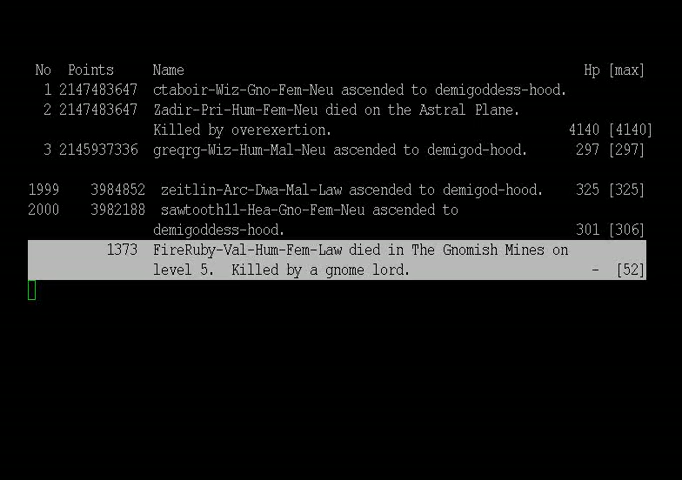 No Points Name Hp [max]
1 2147483647 ctaboir-Wiz-Gno-Fem-Neu ascended to demigoddess-hood.
2 2147483647 Zadir-Pri-Hum-Fem-Neu died on the Astral Plane.
Killed by overexertion. 4140 [4140]
3 2145937336 greqrg-Wiz-Hum-Mal-Neu ascended to demigod-hood. 297 [297]
1999 3984852 zeitlin-Arc-Dwa-Mal-Law ascended to demigod-hood. 325 [325]
2000 3982188 sawtooth11-Hea-Gno-Fem-Neu ascended to
demigoddess-hood. 301 [306]
1373 FireRuby-Val-Hum-Fem-Law died in The Gnomish Mines on
level 5. Killed by a gnome lord. - [52]